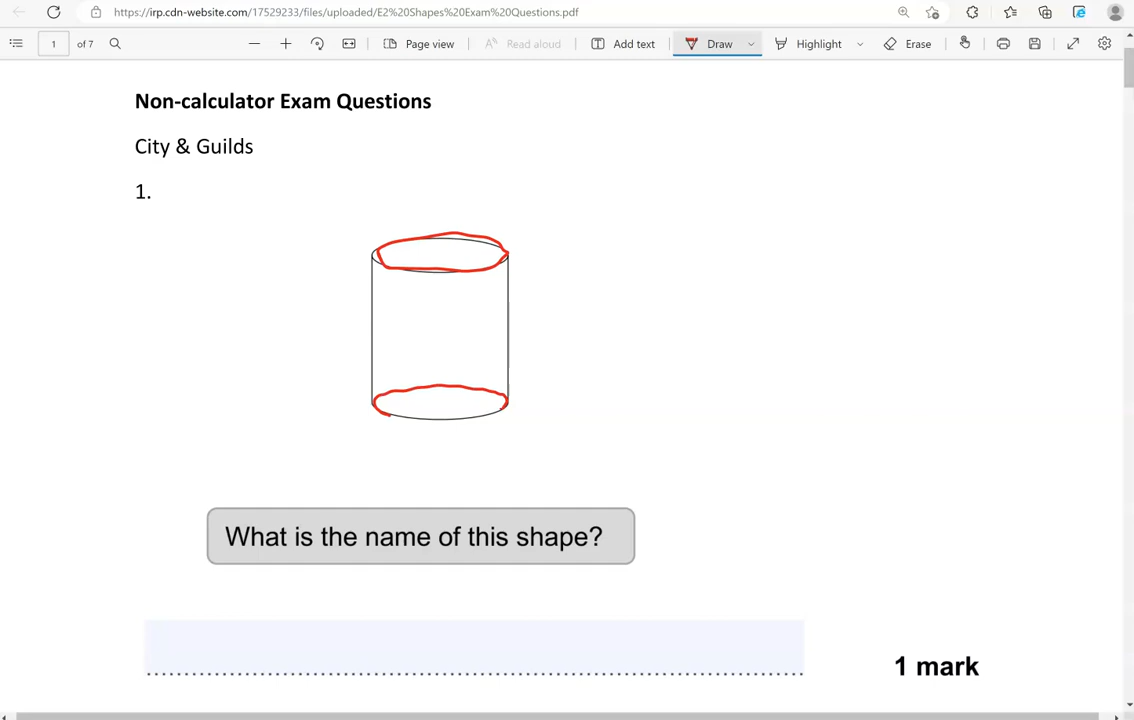 https://irp.cdn-website.com/17529233/files/uploaded/E2%20Shapes%20Exam%20Questions.pdf
1 of 7 Page view Read aloud Add text Draw Highlight Erase
Non-calculator Exam Questions
City & Guilds
1.
What is the name of this shape?
1 mark